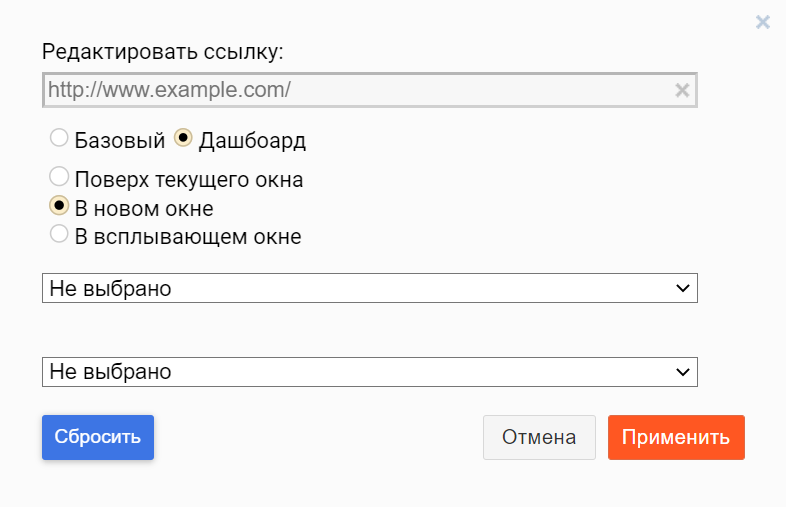 Редактировать ссылку:
http://www.example.com/
Базовый Дашбоард
Поверх текущего окна
В новом окне
В всплывающем окне
Не выбрано
Не выбрано
Сбросить Отмена Применить